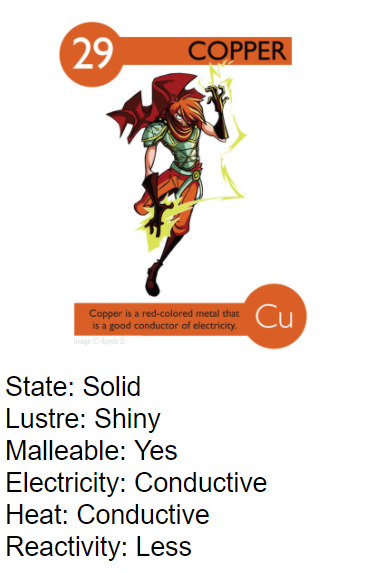 29
COPPER
Copper is a red-colored metal that
is a good conductor of electricity.
Cu
Image © Kaycie D.
State: Solid
Lustre: Shiny
Malleable: Yes
Electricity: Conductive
Heat: Conductive
Reactivity: Less